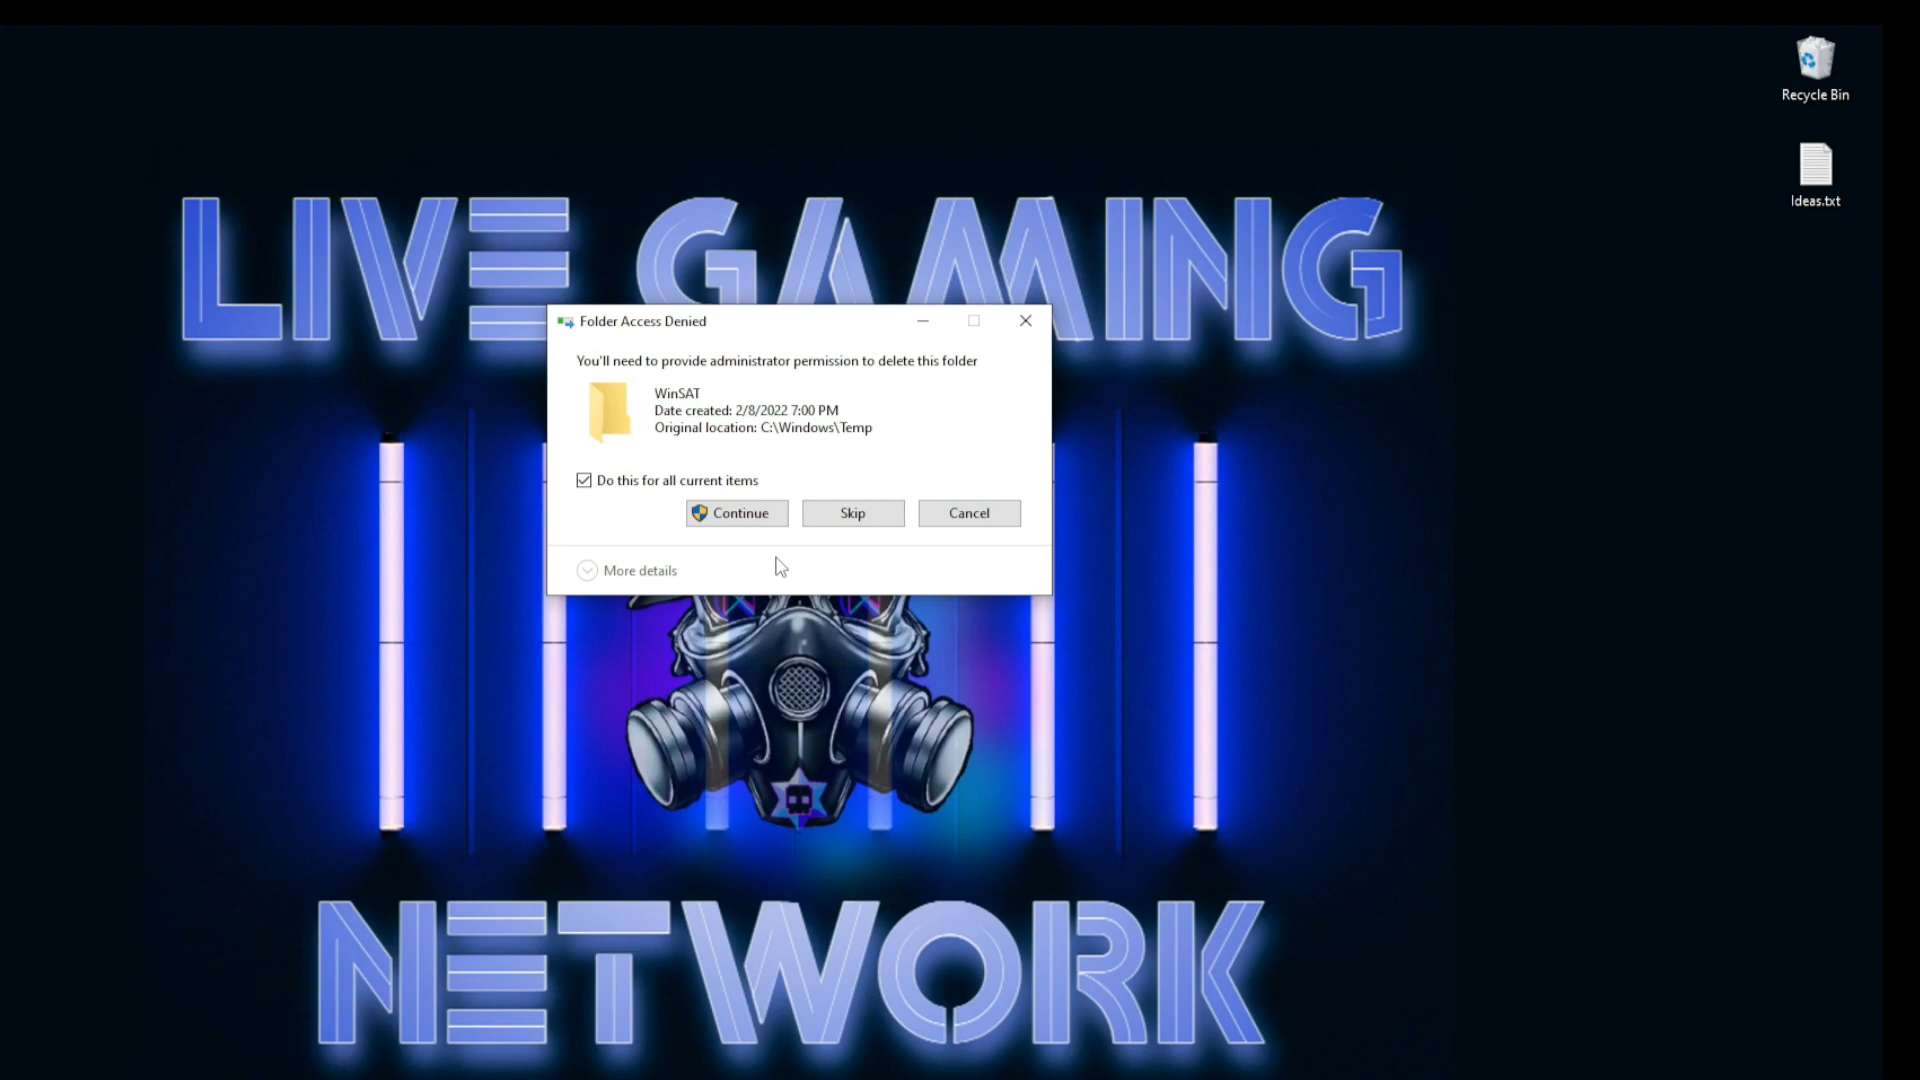 Recycle Bin
Ideas.txt
LIVE GAMING
Folder Access Denied
You'll need to provide administrator permission to delete this folder
WinSAT
Date created: 2/8/2022 7:00 PM
Original location: C:\Windows\Temp
Do this for all current items
Continue
Skip
Cancel
More details
NETWORK